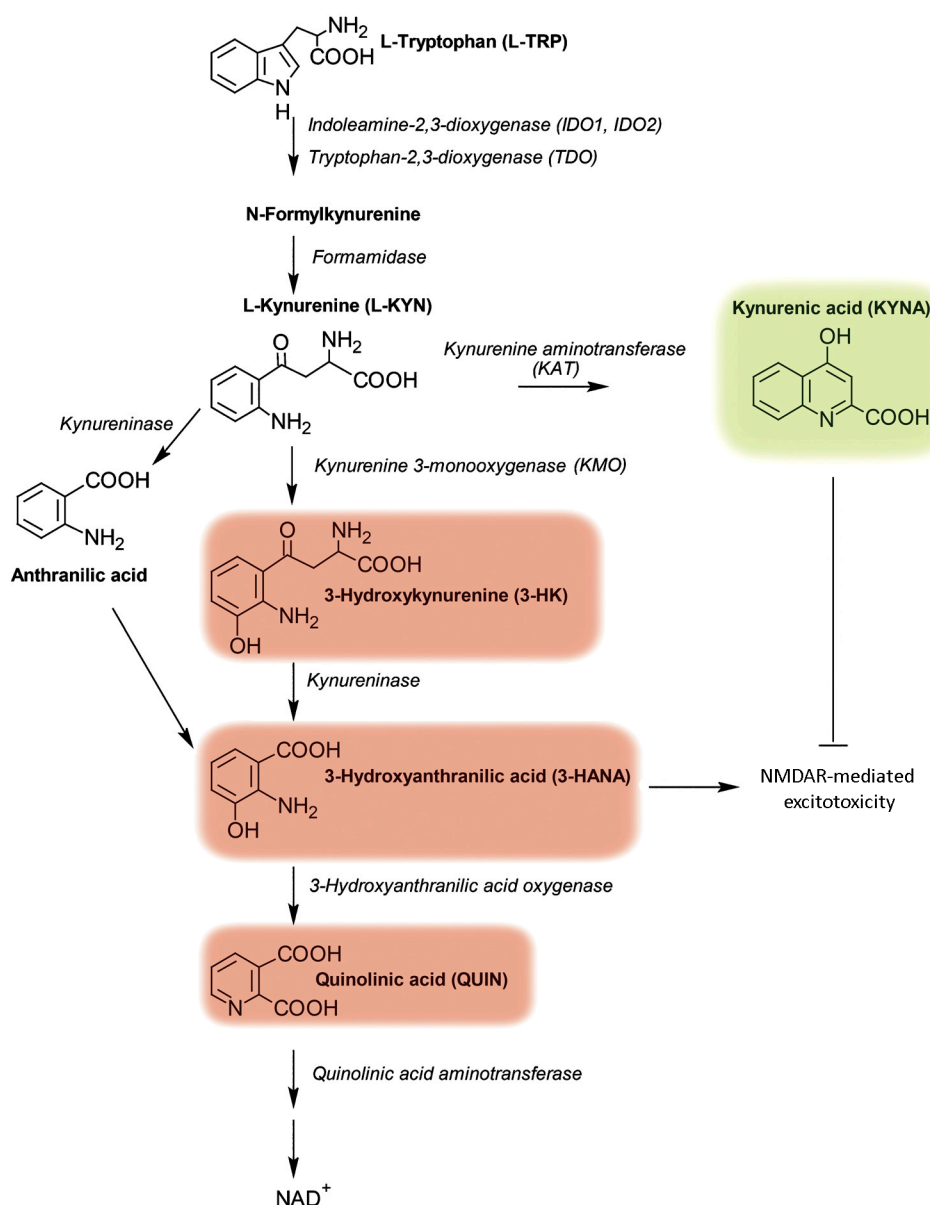 NH2
COOH
L-Tryptophan (L-TRP)
N
H
Indoleamine-2,3-dioxygenase (IDO1, IDO2)
Tryptophan-2,3-dioxygenase (TDO)
N-Formylkynurenine
Formamidase
L-Kynurenine (L-KYN)
O
NH2
COOH
NH2
Kynurenine aminotransferase
(KAT)
Kynurenic acid (KYNA)
OH
N
COOH
Kynureninase
COOH
NH2
Anthranilic acid
Kynurenine 3-monooxygenase (KMO)
O
NH2
COOH
3-Hydroxykynurenine (3-HK)
NH2
OH
Kynureninase
COOH
3-Hydroxyanthranilic acid (3-HANA)
NH2
OH
NMDAR-mediated
excitotoxicity
3-Hydroxyanthranilic acid oxygenase
COOH
Quinolinic acid (QUIN)
N
COOH
Quinolinic acid aminotransferase
NAD+